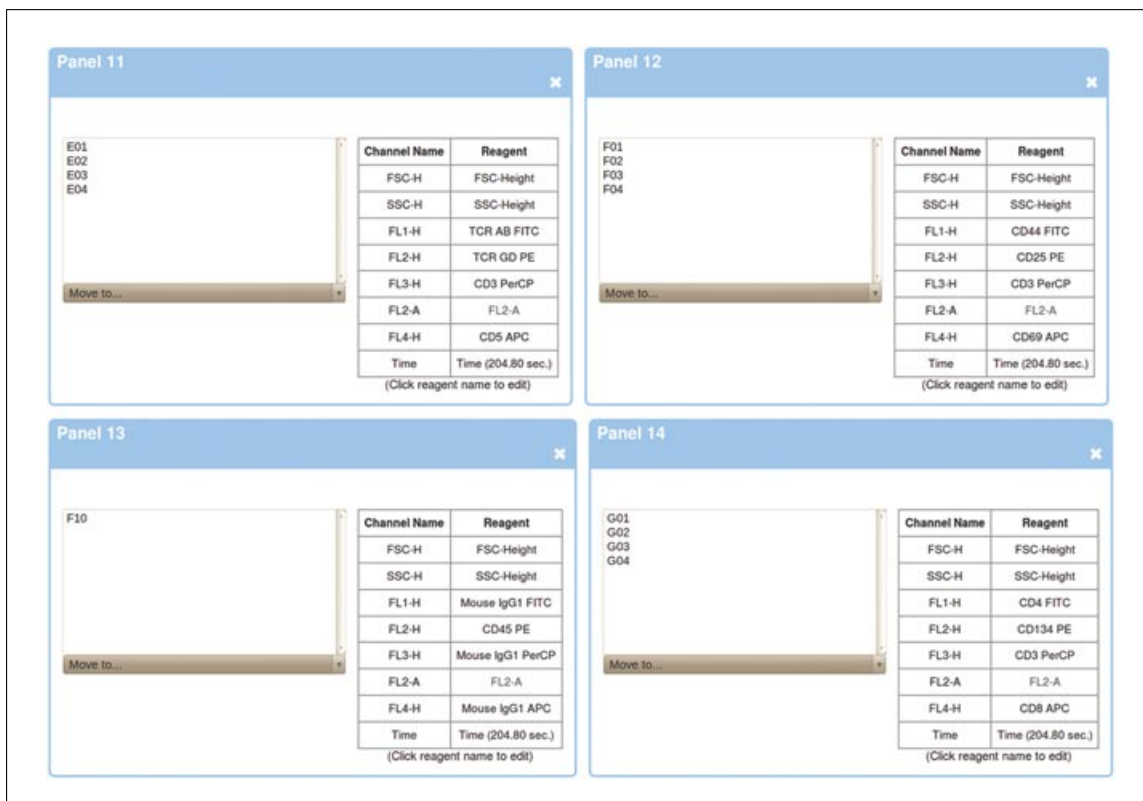 Panel 11
E01
E02
E03
E04
Move to...
Channel Name Reagent
FSC-H FSC-Height
SSC-H SSC-Height
FL1-H TCR AB FITC
FL2-H TCR GD PE
FL3-H CD3 PerCP
FL2-A FL2-A
FL4-H CD5 APC
Time Time (204.80 sec.)
(Click reagent name to edit)
Panel 12
F01
F02
F03
F04
Move to...
Channel Name Reagent
FSC-H FSC-Height
SSC-H SSC-Height
FL1-H CD44 FITC
FL2-H CD25 PE
FL3-H CD3 PerCP
FL2-A FL2-A
FL4-H CD69 APC
Time Time (204.80 sec.)
(Click reagent name to edit)
Panel 13
F10
Move to...
Channel Name Reagent
FSC-H FSC-Height
SSC-H SSC-Height
FL1-H Mouse IgG1 FITC
FL2-H CD45 PE
FL3-H Mouse IgG1 PerCP
FL2-A FL2-A
FL4-H Mouse IgG1 APC
Time Time (204.80 sec.)
(Click reagent name to edit)
Panel 14
G01
G02
G03
G04
Move to...
Channel Name Reagent
FSC-H FSC-Height
SSC-H SSC-Height
FL1-H CD4 FITC
FL2-H CD134 PE
FL3-H CD3 PerCP
FL2-A FL2-A
FL4-H CD8 APC
Time Time (204.80 sec.)
(Click reagent name to edit)